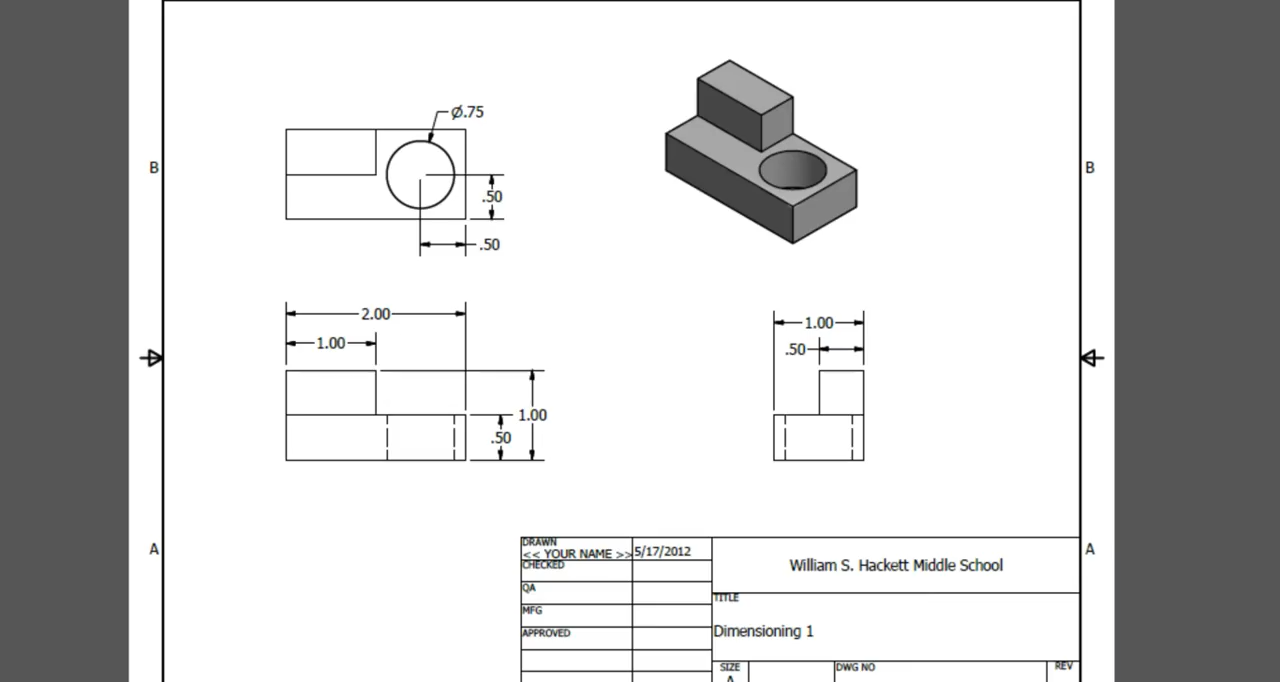 Ø.75
B
B
.50
.50
2.00
1.00
1.00
.50
1.00
.50
A
A
DRAWN
<< YOUR NAME >>
5/17/2012
CHECKED
QA
MFG
APPROVED
William S. Hackett Middle School
TITLE
Dimensioning 1
SIZE
A
DWG NO
REV